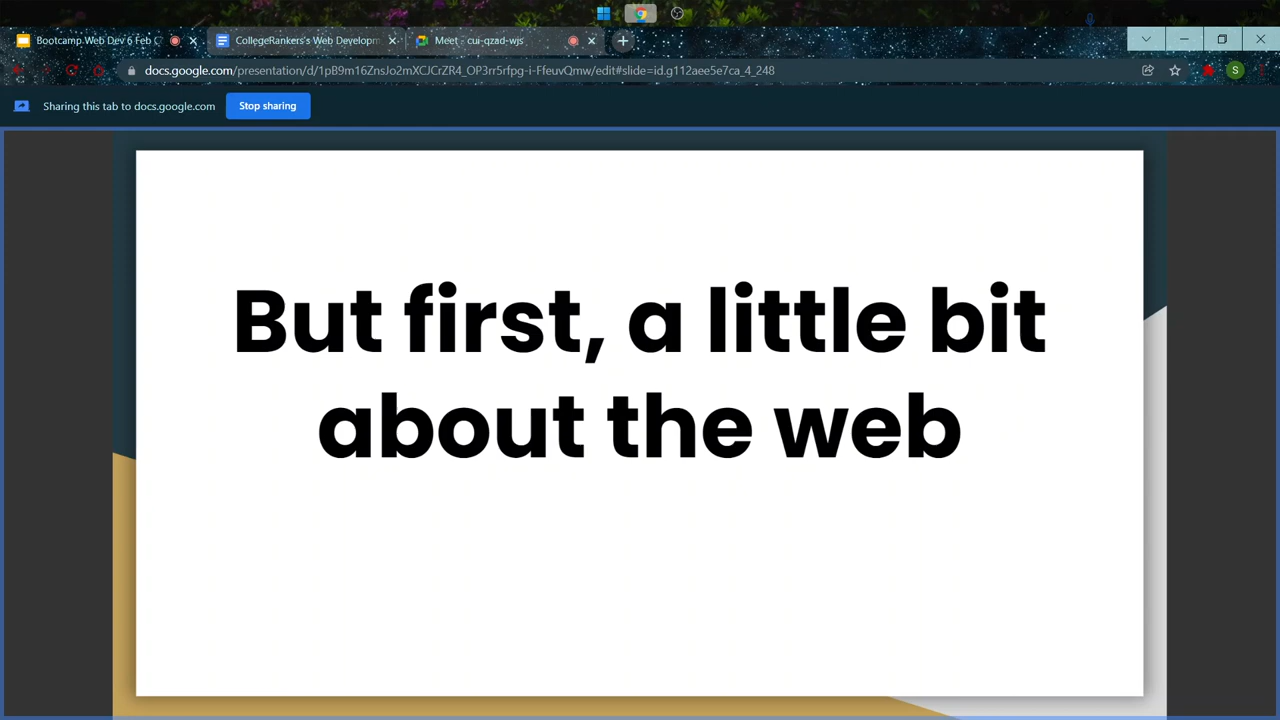 Bootcamp Web Dev 6 Feb C
CollegeRankers's Web Developm
Meet - cui-qzad-wjs
docs.google.com/presentation/d/1pB9m16ZnsJo2mXCJCrZR4_OP3rr5rfpg-i-FfeuvQmw/edit#slide=id.g112aee5e7ca_4_248
S
Sharing this tab to docs.google.com
Stop sharing
But first, a little bit
about the web